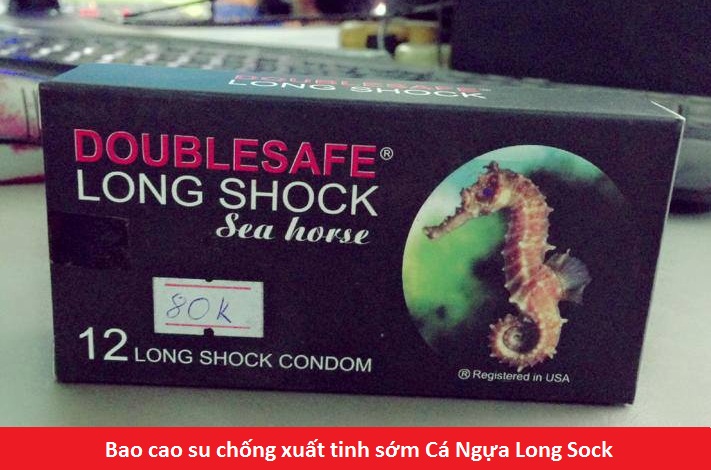 DOUBLESAFE
LONG SHOCK
DOUBLESAFE®
LONG SHOCK
Sea horse
80K
12 LONG SHOCK CONDOM
® Registered in USA
Bao cao su chống xuất tinh sớm Cá Ngựa Long Sock